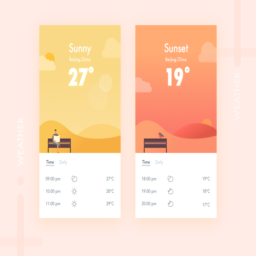 Sunny
Beijing, China
27°
Time Daily
09:00 pm 27°C
10:00 pm 28°C
11:00 pm 29°C
Sunset
Beijing, China
19°
Time Daily
18:00 pm 19°C
19:00 pm 18°C
20:00 pm 17°C
WEATHER
WEATHER